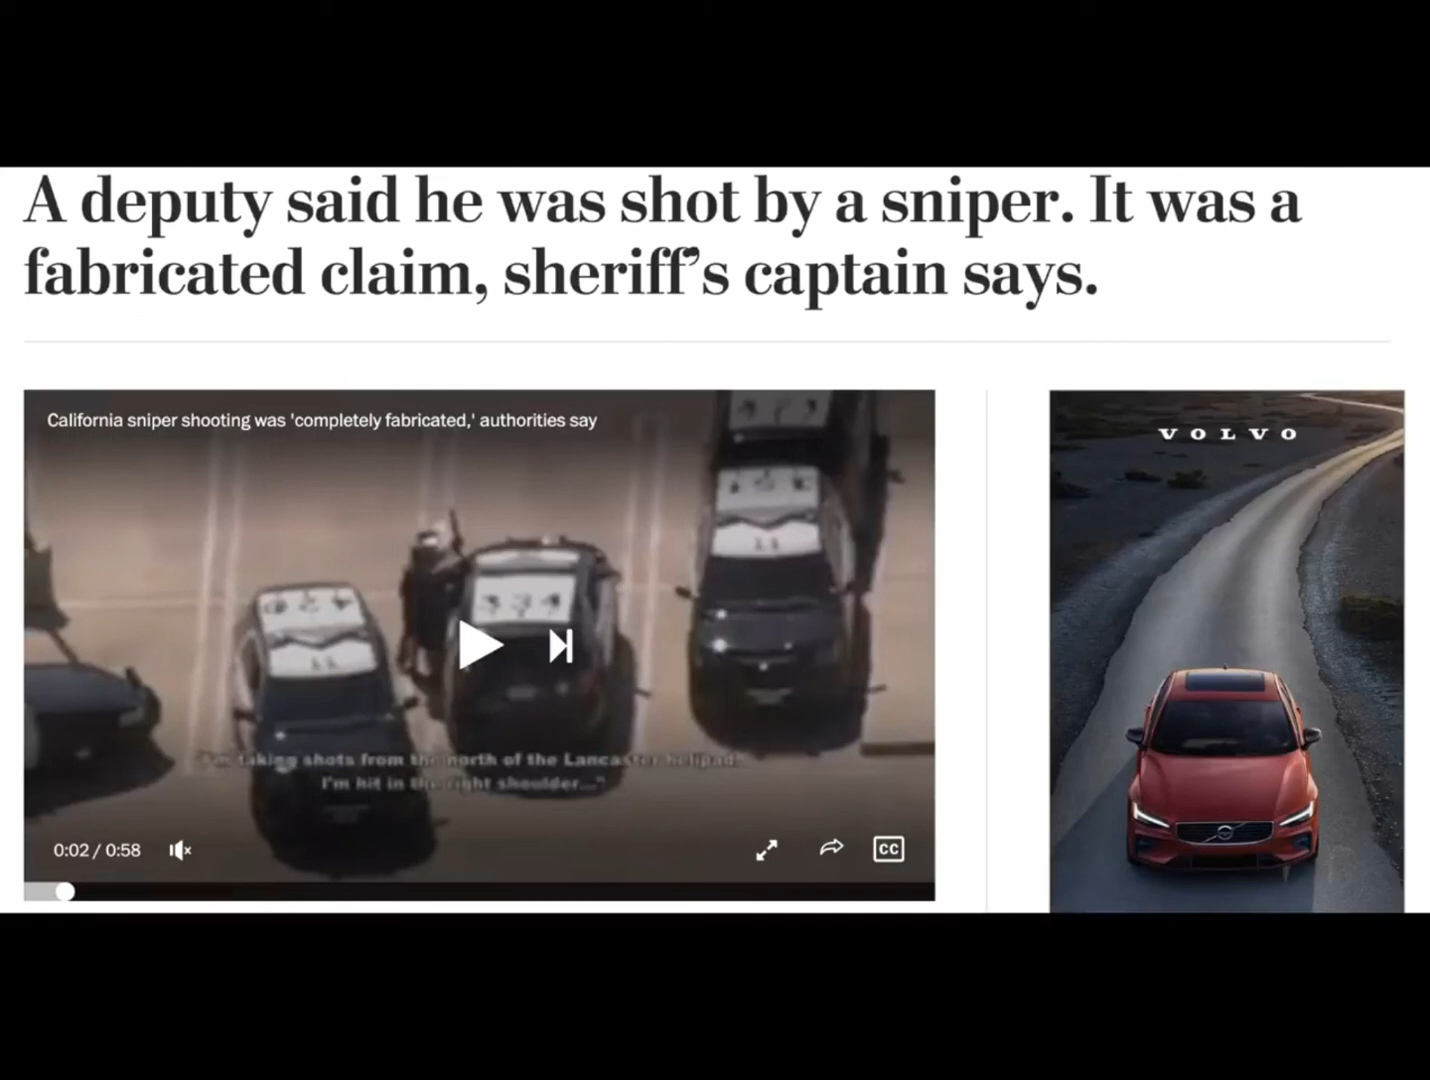 A deputy said he was shot by a sniper. It was a
fabricated claim, sheriff's captain says.
California sniper shooting was 'completely fabricated,' authorities say
VOLVO
"I'm taking shots from the north of the Lancaster helipad.
I'm hit in the right shoulder..."
0:02 / 0:58
CC